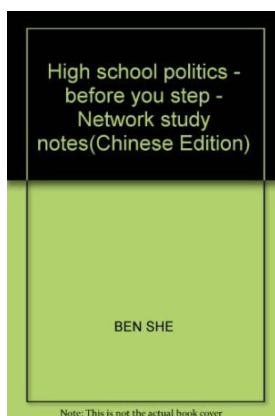 High school politics -
before you step -
Network study
notes(Chinese Edition)
BEN SHE
Note: This is not the actual book cover